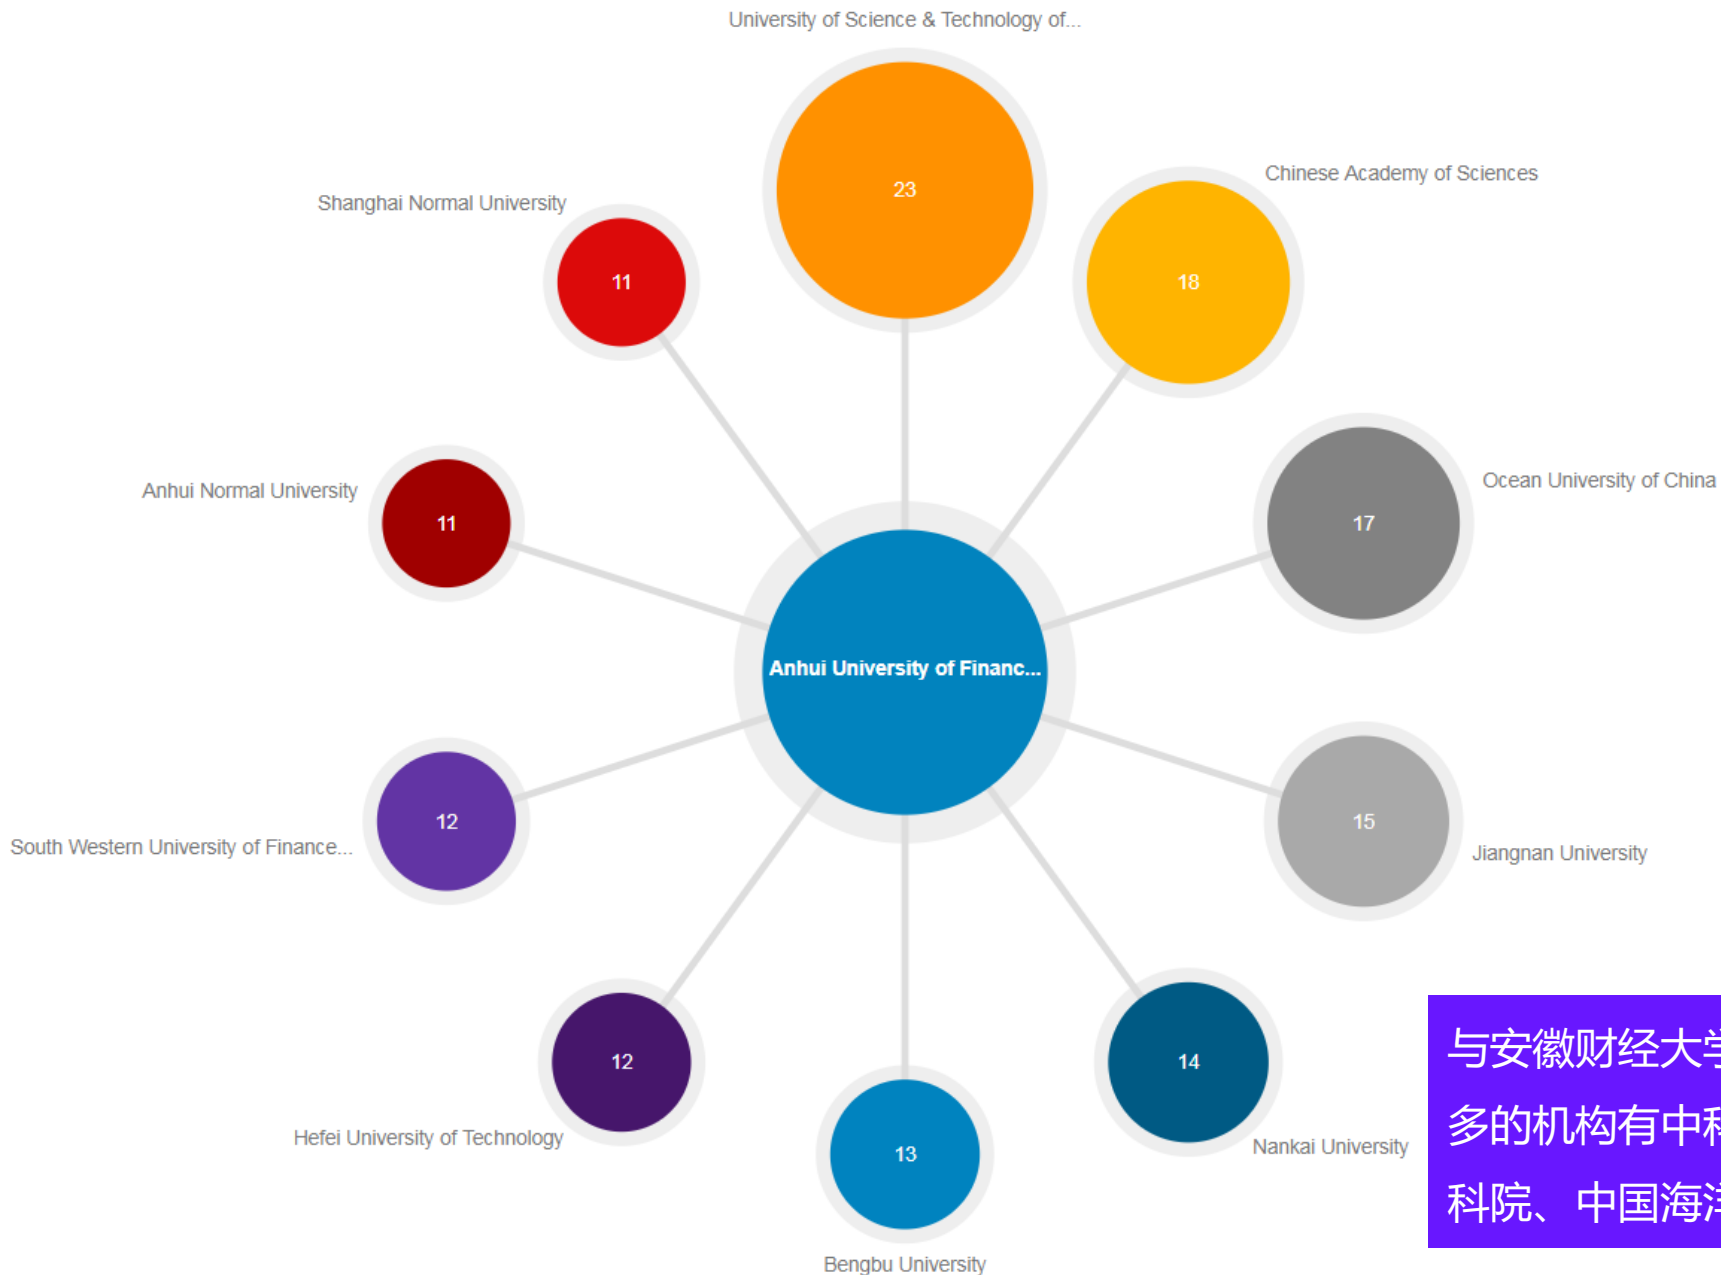 University of Science & Technology of...
23
Chinese Academy of Sciences
18
Shanghai Normal University
11
Ocean University of China
17
Anhui Normal University
11
Anhui University of Financ...
South Western University of Finance...
12
15
Jiangnan University
Hefei University of Technology
12
14
Nankai University
13
Bengbu University
与安徽财经大学
多的机构有中科
科院、中国海洋